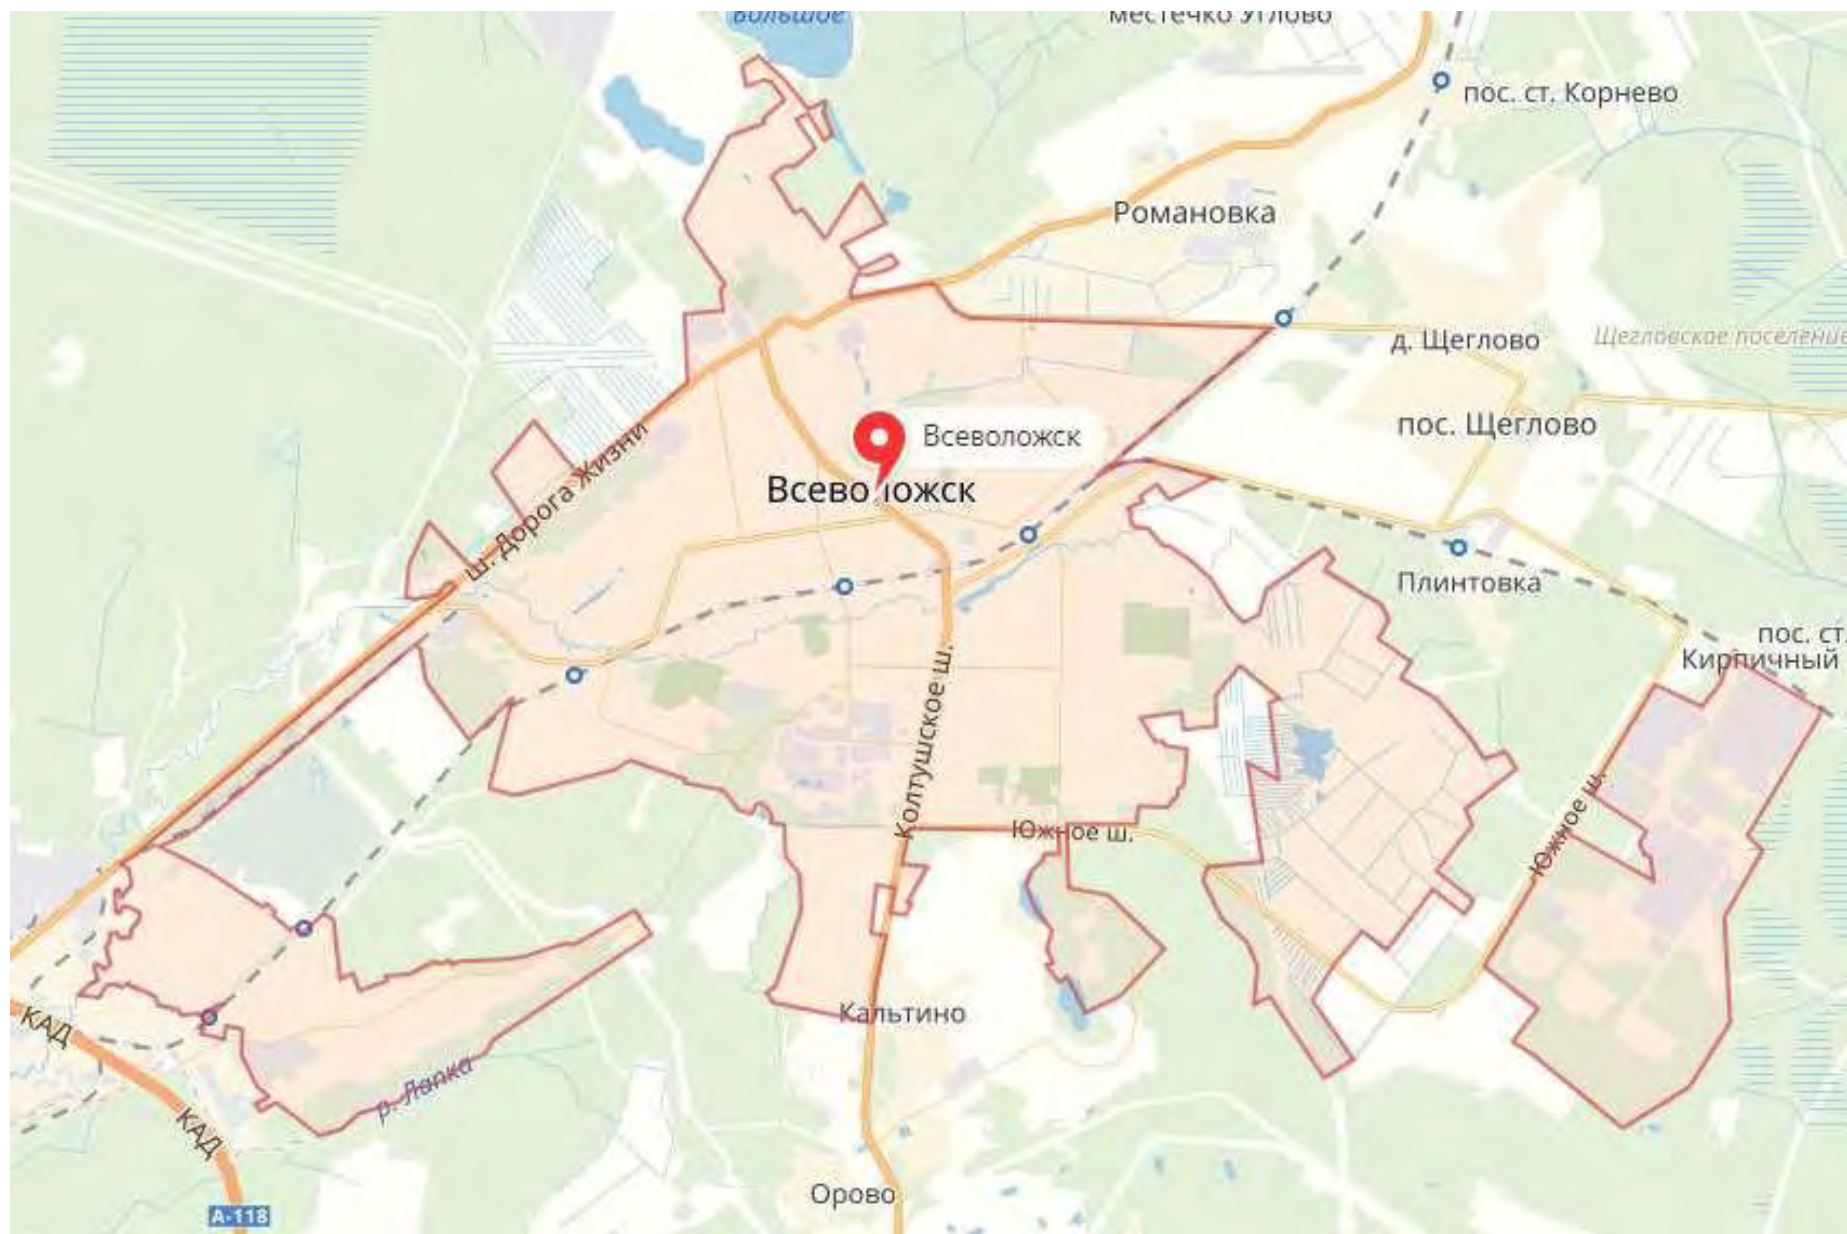 Большое
местечко Углово
пос. ст. Корнево
Романовка
д. Щеглово
Щегловское поселение
пос. Щеглово
Всеволожск
Всеволожск
ш. Дорога Жизни
Плинтовка
пос. ст.
Кирпичный
Колтушское ш.
Южное ш.
Южное ш.
Кальтино
КАД
р. Лапка
КАД
Орово
А-118